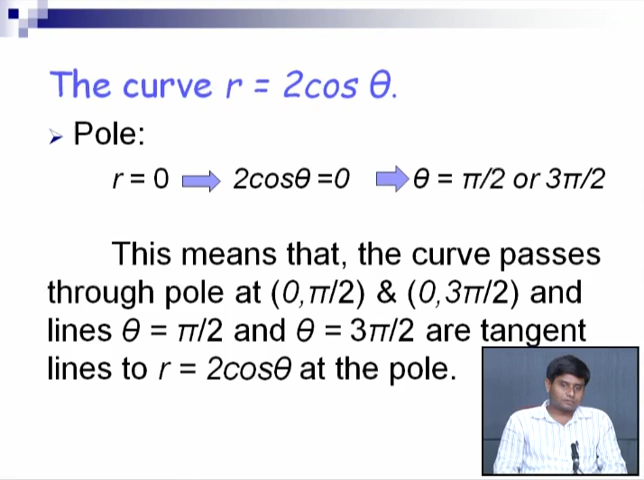 The curve r = 2cos θ.
Pole:
r = 0 2cosθ =0 θ = π/2 or 3π/2
This means that, the curve passes
through pole at (0,π/2) & (0,3π/2) and
lines θ = π/2 and θ = 3π/2 are tangent
lines to r = 2cosθ at the pole.